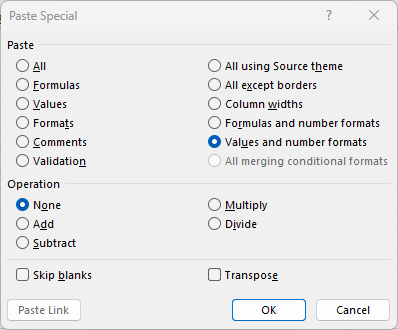 Paste Special ? ×
Paste
All All using Source theme
Formulas All except borders
Values Column widths
Formats Formulas and number formats
Comments Values and number formats
Validation All merging conditional formats
Operation
None Multiply
Add Divide
Subtract
Skip blanks Transpose
Paste Link OK Cancel